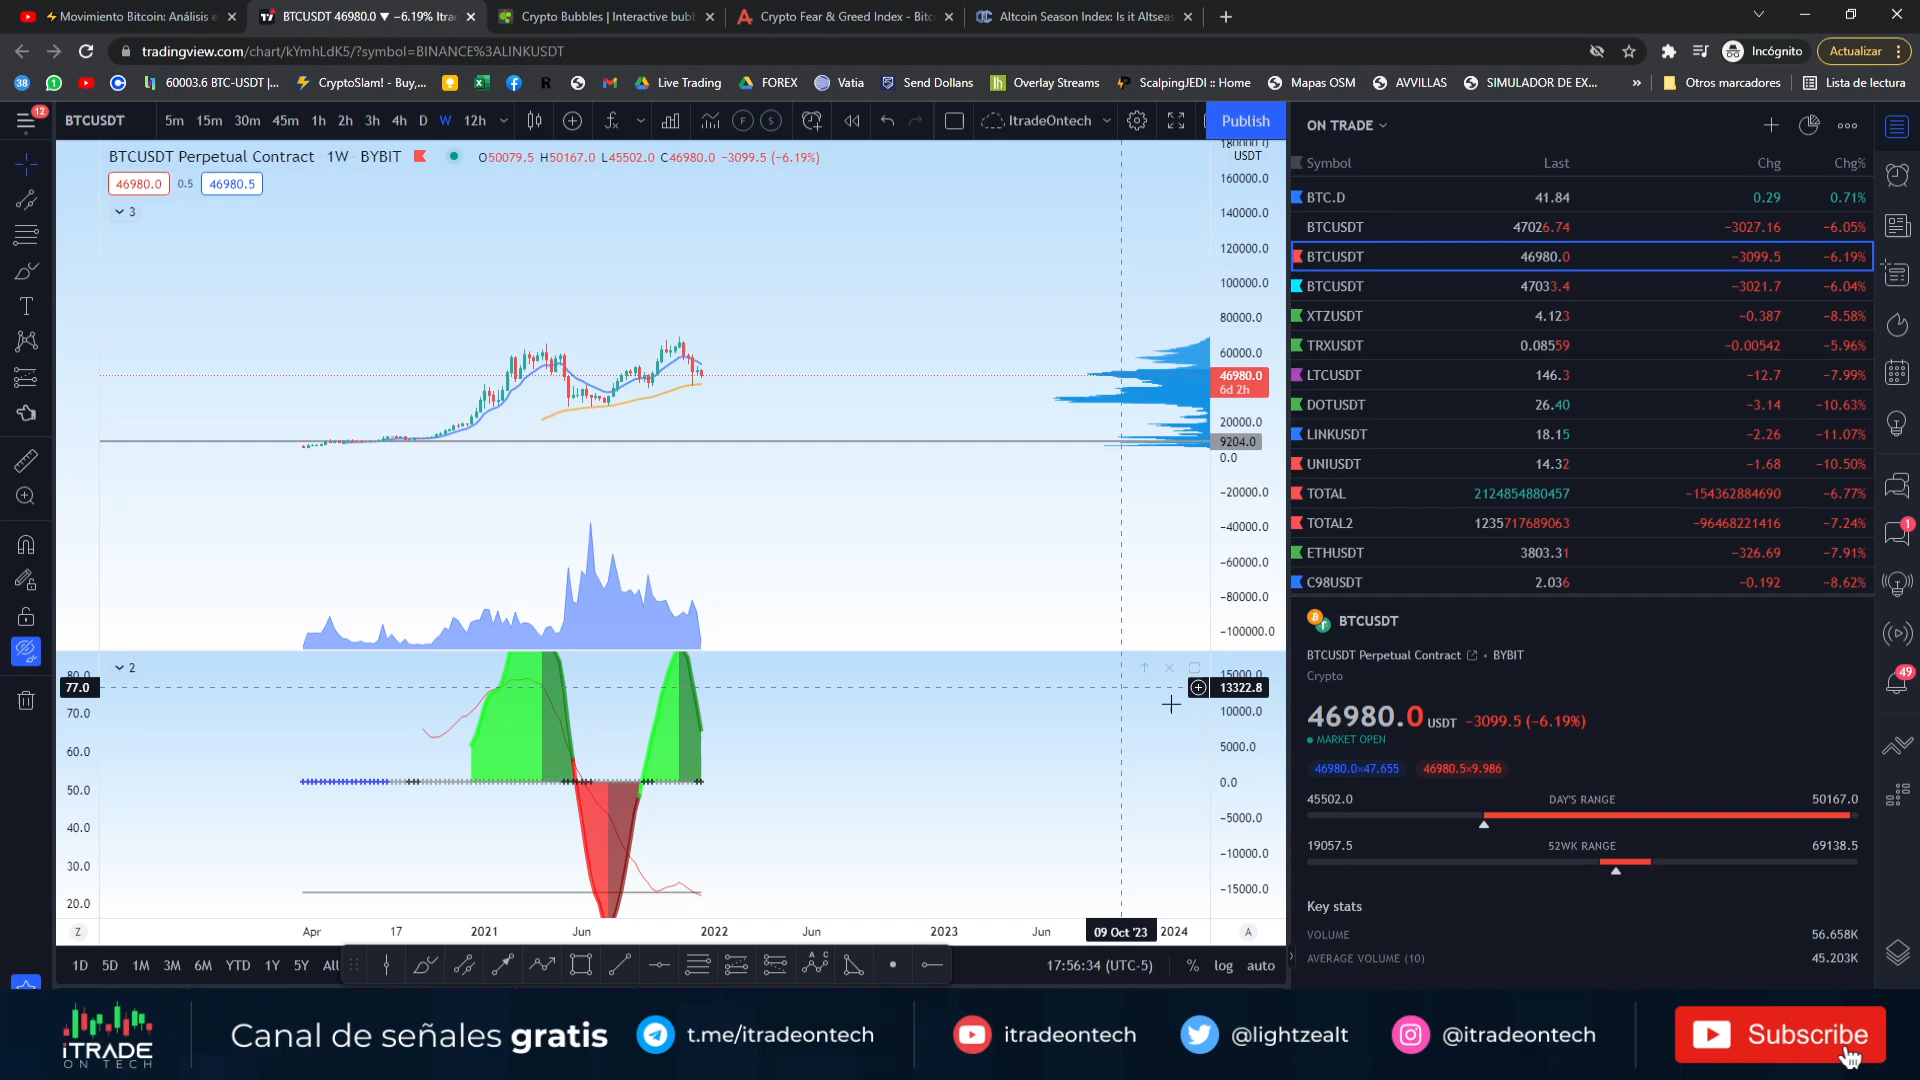 ⚡ Movimiento Bitcoin: Análisis e
BTCUSDT 46980.0 ▼ −6.19% Itrad
Crypto Bubbles | Interactive bub
Crypto Fear & Greed Index - Bitc
Altcoin Season Index: Is it Altseas
tradingview.com/chart/kYmhLdK5/?symbol=BINANCE%3ALINKUSDT
Incógnito
Actualizar
38
60003.6 BTC-USDT |...
CryptoSlam! - Buy,...
R
Live Trading
FOREX
Vatia
Send Dollans
Overlay Streams
ScalpingJEDI :: Home
Mapas OSM
AVVILLAS
SIMULADOR DE EX...
»
Otros marcadores
Lista de lectura
12
BTCUSDT
5m 15m 30m 45m 1h 2h 3h 4h D W 12h
F
S
ItradeOntech
Publish
BTCUSDT Perpetual Contract · 1W · BYBIT
O50079.5 H50167.0 L45502.0 C46980.0 −3099.5 (−6.19%)
46980.0 0.5 46980.5
3
180000.0
USDT
160000.0
140000.0
120000.0
100000.0
80000.0
60000.0
46980.0
6d 2h
20000.0
9204.0
0.0
−20000.0
−40000.0
−60000.0
−80000.0
−100000.0
2
80.0
77.0
70.0
60.0
50.0
40.0
30.0
20.0
15000.0
13322.8
10000.0
5000.0
0.0
−5000.0
−10000.0
−15000.0
Z
Apr 17 2021 Jun 2022 Jun 2023 Jun 09 Oct '23 2024
A
1D 5D 1M 3M 6M YTD 1Y 5Y All
17:56:34 (UTC-5)
% log auto
ON TRADE
Symbol Last Chg Chg%
BTC.D 41.84 0.29 0.71%
BTCUSDT 47026.74 −3027.16 −6.05%
BTCUSDT 46980.0 −3099.5 −6.19%
BTCUSDT 47033.4 −3021.7 −6.04%
XTZUSDT 4.123 −0.387 −8.58%
TRXUSDT 0.08559 −0.00542 −5.96%
LTCUSDT 146.3 −12.7 −7.99%
DOTUSDT 26.40 −3.14 −10.63%
LINKUSDT 18.15 −2.26 −11.07%
UNIUSDT 14.32 −1.68 −10.50%
TOTAL 2124854880457 −154362884690 −6.77%
TOTAL2 1235717689063 −96468221416 −7.24%
ETHUSDT 3803.31 −326.69 −7.91%
C98USDT 2.036 −0.192 −8.62%
BTCUSDT
BTCUSDT Perpetual Contract • BYBIT
Crypto
46980.0 USDT −3099.5 (−6.19%)
MARKET OPEN
46980.0×47.655 46980.5×9.986
45502.0 DAY'S RANGE 50167.0
19057.5 52WK RANGE 69138.5
Key stats
VOLUME 56.658K
AVERAGE VOLUME (10) 45.203K
1
49
iTRADE
ON TECH
Canal de señales gratis
t.me/itradeontech
itradeontech
@lightzealt
@itradeontech
Subscribe